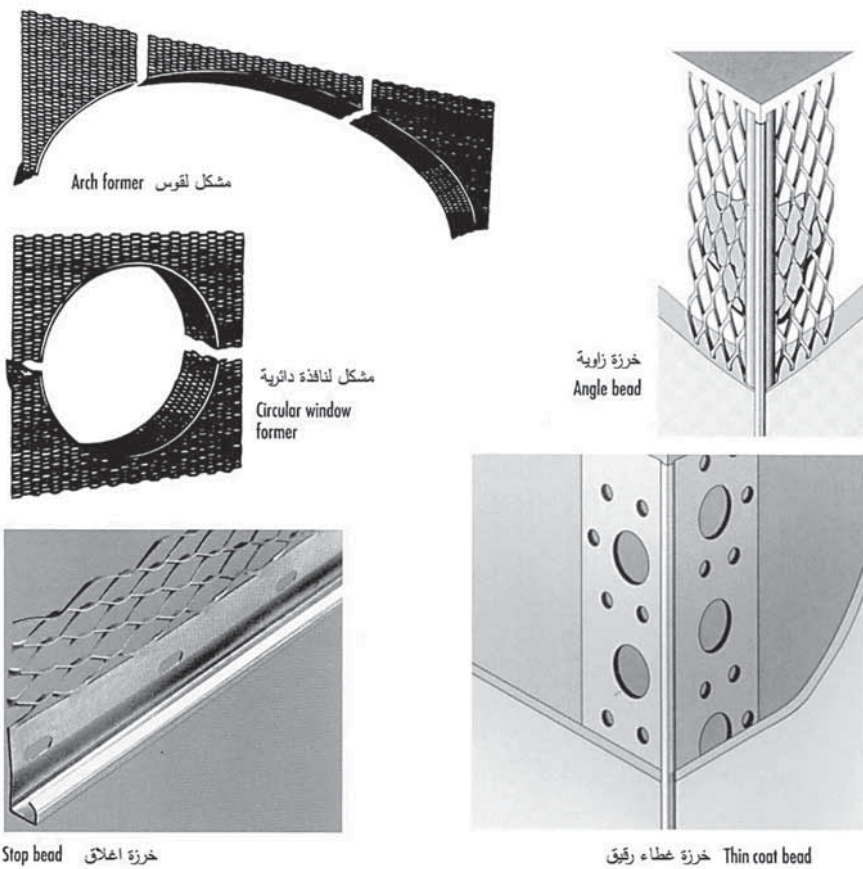 Arch former مشكل لقوس
مشكل لنافذة دائرية
Circular window
former
خرزة زاوية
Angle bead
Stop bead خرزة اغلاق
خرزة غطاء رقيق Thin coat bead